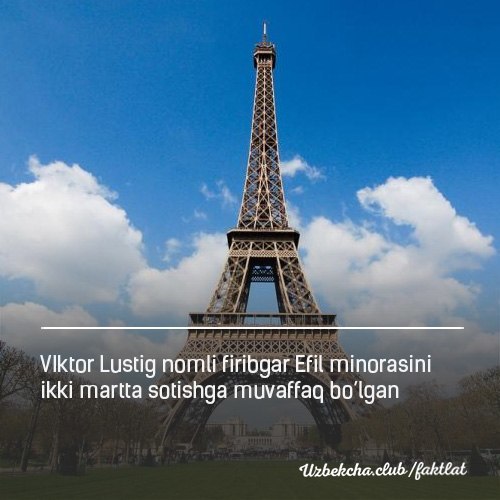 VIktor Lustig nomli firibgar Efil minorasini
ikki martta sotishga muvaffaq bo'lgan
Uzbekcha.club/faktlat